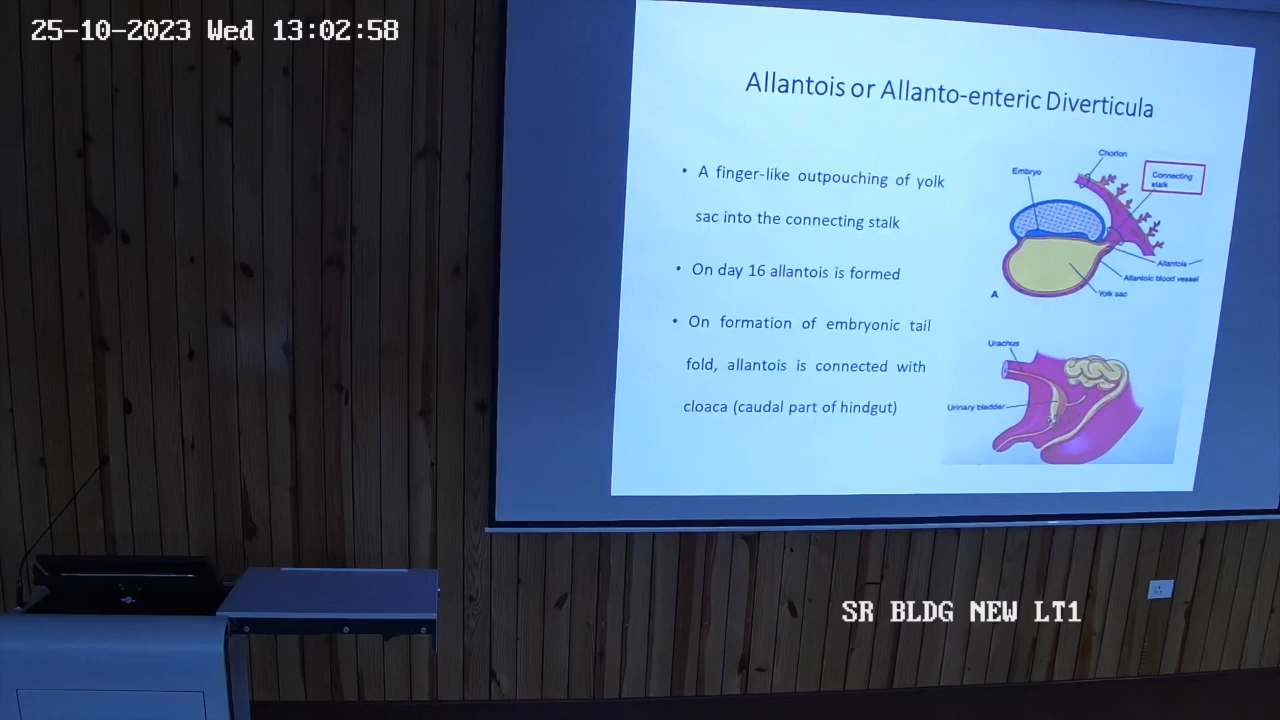 25-10-2023 Wed 13:02:58
Allantois or Allanto-enteric Diverticula
• A finger-like outpouching of yolk
sac into the connecting stalk
• On day 16 allantois is formed
• On formation of embryonic tail
fold, allantois is connected with
cloaca (caudal part of hindgut)
Chorion
Embryo
Connecting
stalk
Allantois
Allantoic blood vessel
Yolk sac
A
Urachus
Urinary bladder
SR BLDG NEW LT1